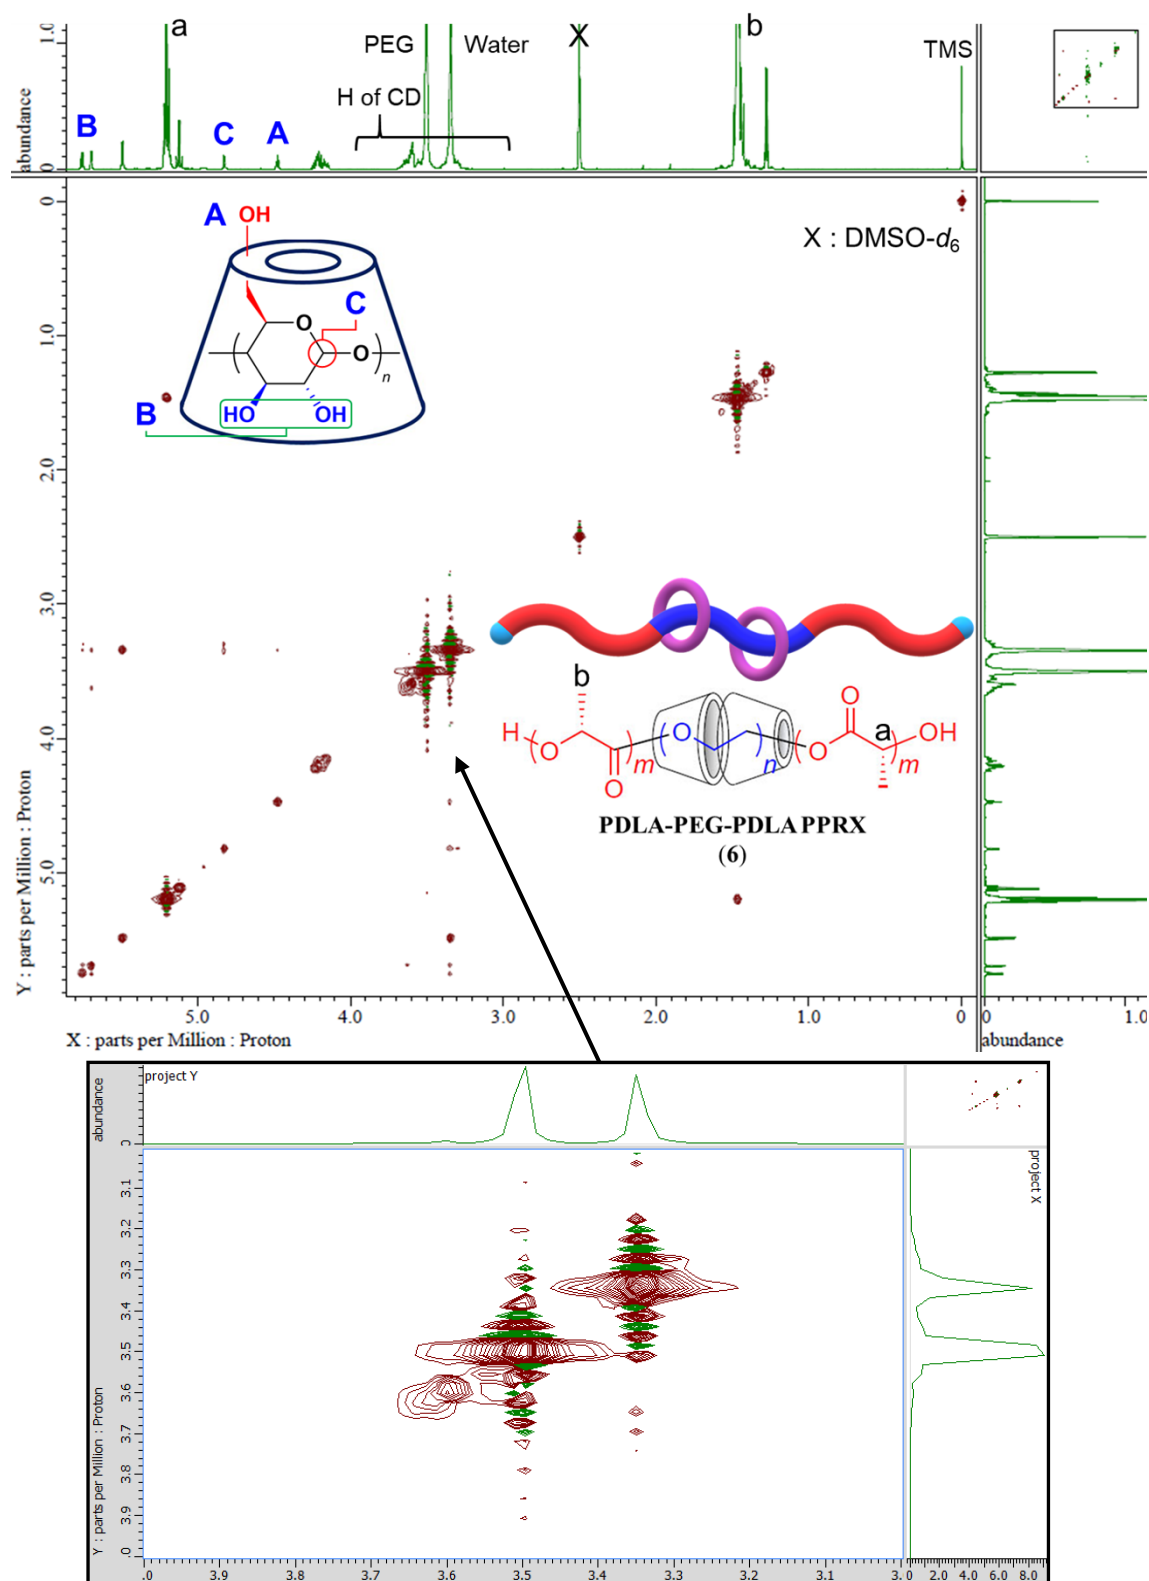 a
b
X
PEG
Water
TMS
H of CD
B
C
A
abundance
1.0
0
X : DMSO-d6
A OH
C
O
O
n
B HO OH
0
1.0
2.0
3.0
4.0
5.0
Y : parts per Million : Proton
b
O
a
H O m O n O m OH
O
PDLA-PEG-PDLA PPRX
(6)
5.0 4.0 3.0 2.0 1.0 0
X : parts per Million : Proton
0 1.0
abundance
project Y
abundance
0
project X
3.1
3.2
3.3
3.4
3.5
3.6
3.7
3.8
3.9
.0
Y : parts per Million : Proton
.0 3.9 3.8 3.7 3.6 3.5 3.4 3.3 3.2 3.1 3.0
2.0 4.0 6.0 8.0